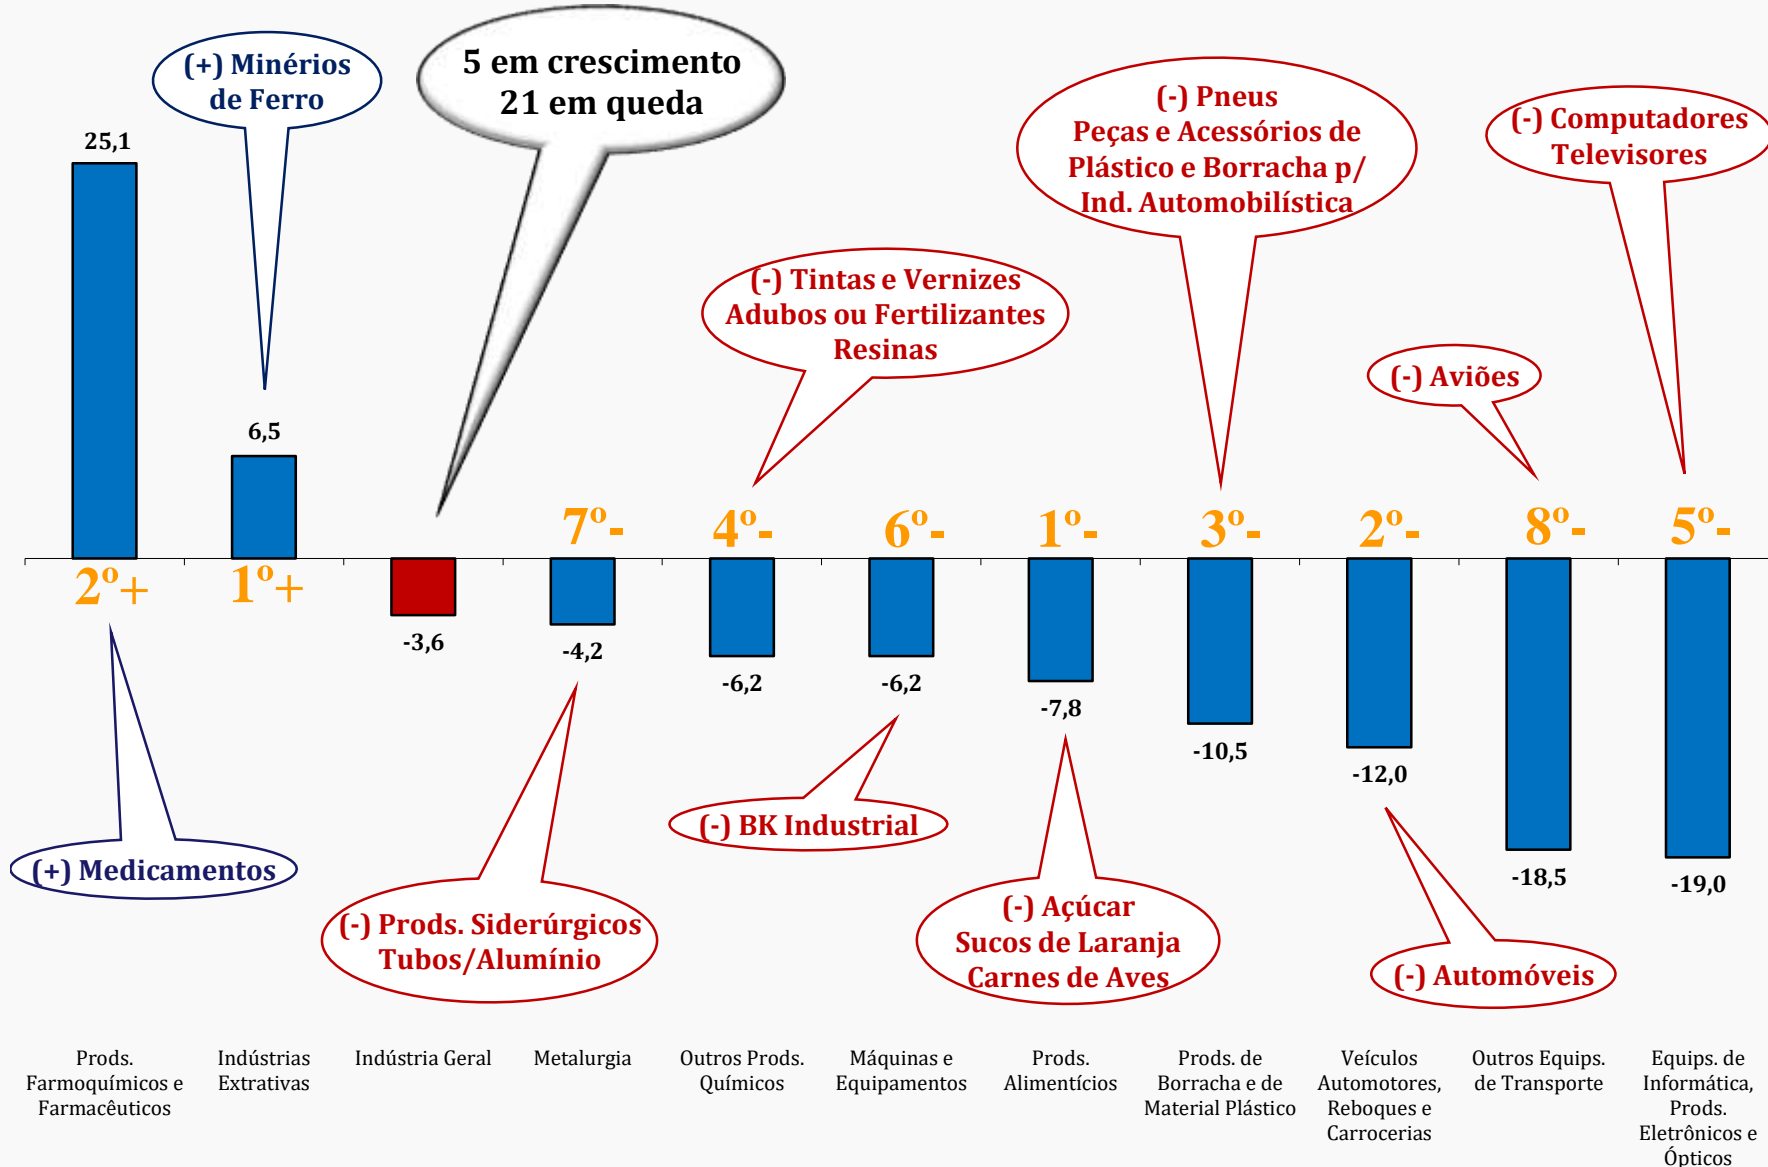 (+) Minérios
de Ferro
5 em crescimento
21 em queda
(-) Pneus
Peças e Acessórios de
Plástico e Borracha p/
Ind. Automobilística
(-) Computadores
Televisores
25,1
(-) Tintas e Vernizes
Adubos ou Fertilizantes
Resinas
(-) Aviões
6,5
7º-
4º-
6º-
1º-
3º-
2º-
8º-
5º-
2º+
1º+
-3,6
-4,2
-6,2
-6,2
-7,8
-10,5
-12,0
-18,5
-19,0
(-) BK Industrial
(+) Medicamentos
(-) Prods. Siderúrgicos
Tubos/Alumínio
(-) Açúcar
Sucos de Laranja
Carnes de Aves
(-) Automóveis
Prods.
Farmoquímicos e
Farmacêuticos
Indústrias
Extrativas
Indústria Geral
Metalurgia
Outros Prods.
Químicos
Máquinas e
Equipamentos
Prods.
Alimentícios
Prods. de
Borracha e de
Material Plástico
Veículos
Automotores,
Reboques e
Carrocerias
Outros Equips.
de Transporte
Equips. de
Informática,
Prods.
Eletrônicos e
Ópticos